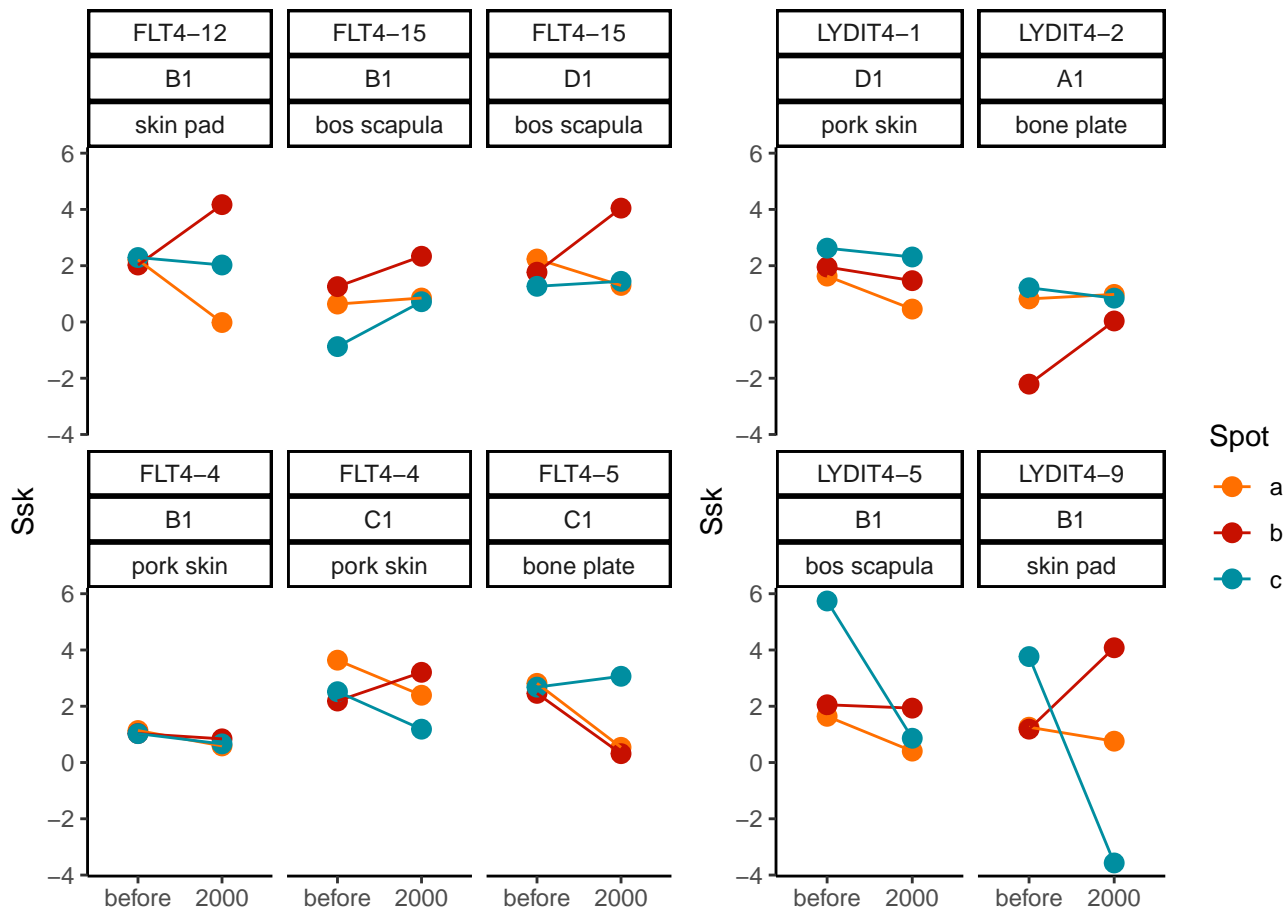 FLT4−12 FLT4−15 FLT4−15 LYDIT4−1 LYDIT4−2
B1 B1 D1 D1 A1
skin pad bos scapula bos scapula pork skin bone plate
6 6
4 4
2 2
0 0
−2 −2
−4 −4
FLT4−4 FLT4−4 FLT4−5 LYDIT4−5 LYDIT4−9
B1 C1 C1 B1 B1
pork skin pork skin bone plate bos scapula skin pad
6 6
4 4
2 2
0 0
−2 −2
−4 −4
before 2000 before 2000 before 2000 before 2000 before 2000
Ssk
Ssk
Spot
a
b
c